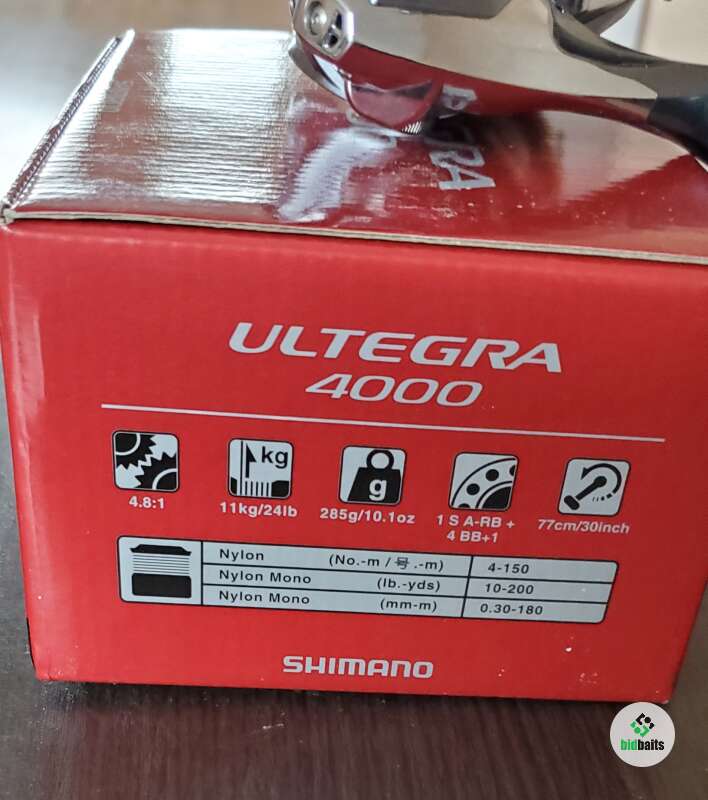 ULTEGRA
4000
kg
g
4.8:1
11kg/24lb
285g/10.1oz
1 S A-RB +
4 BB+1
77cm/30inch
Nylon (No.-m / 号.-m) 4-150
Nylon Mono (lb.-yds) 10-200
Nylon Mono (mm-m) 0.30-180
SHIMANO
bidbaits